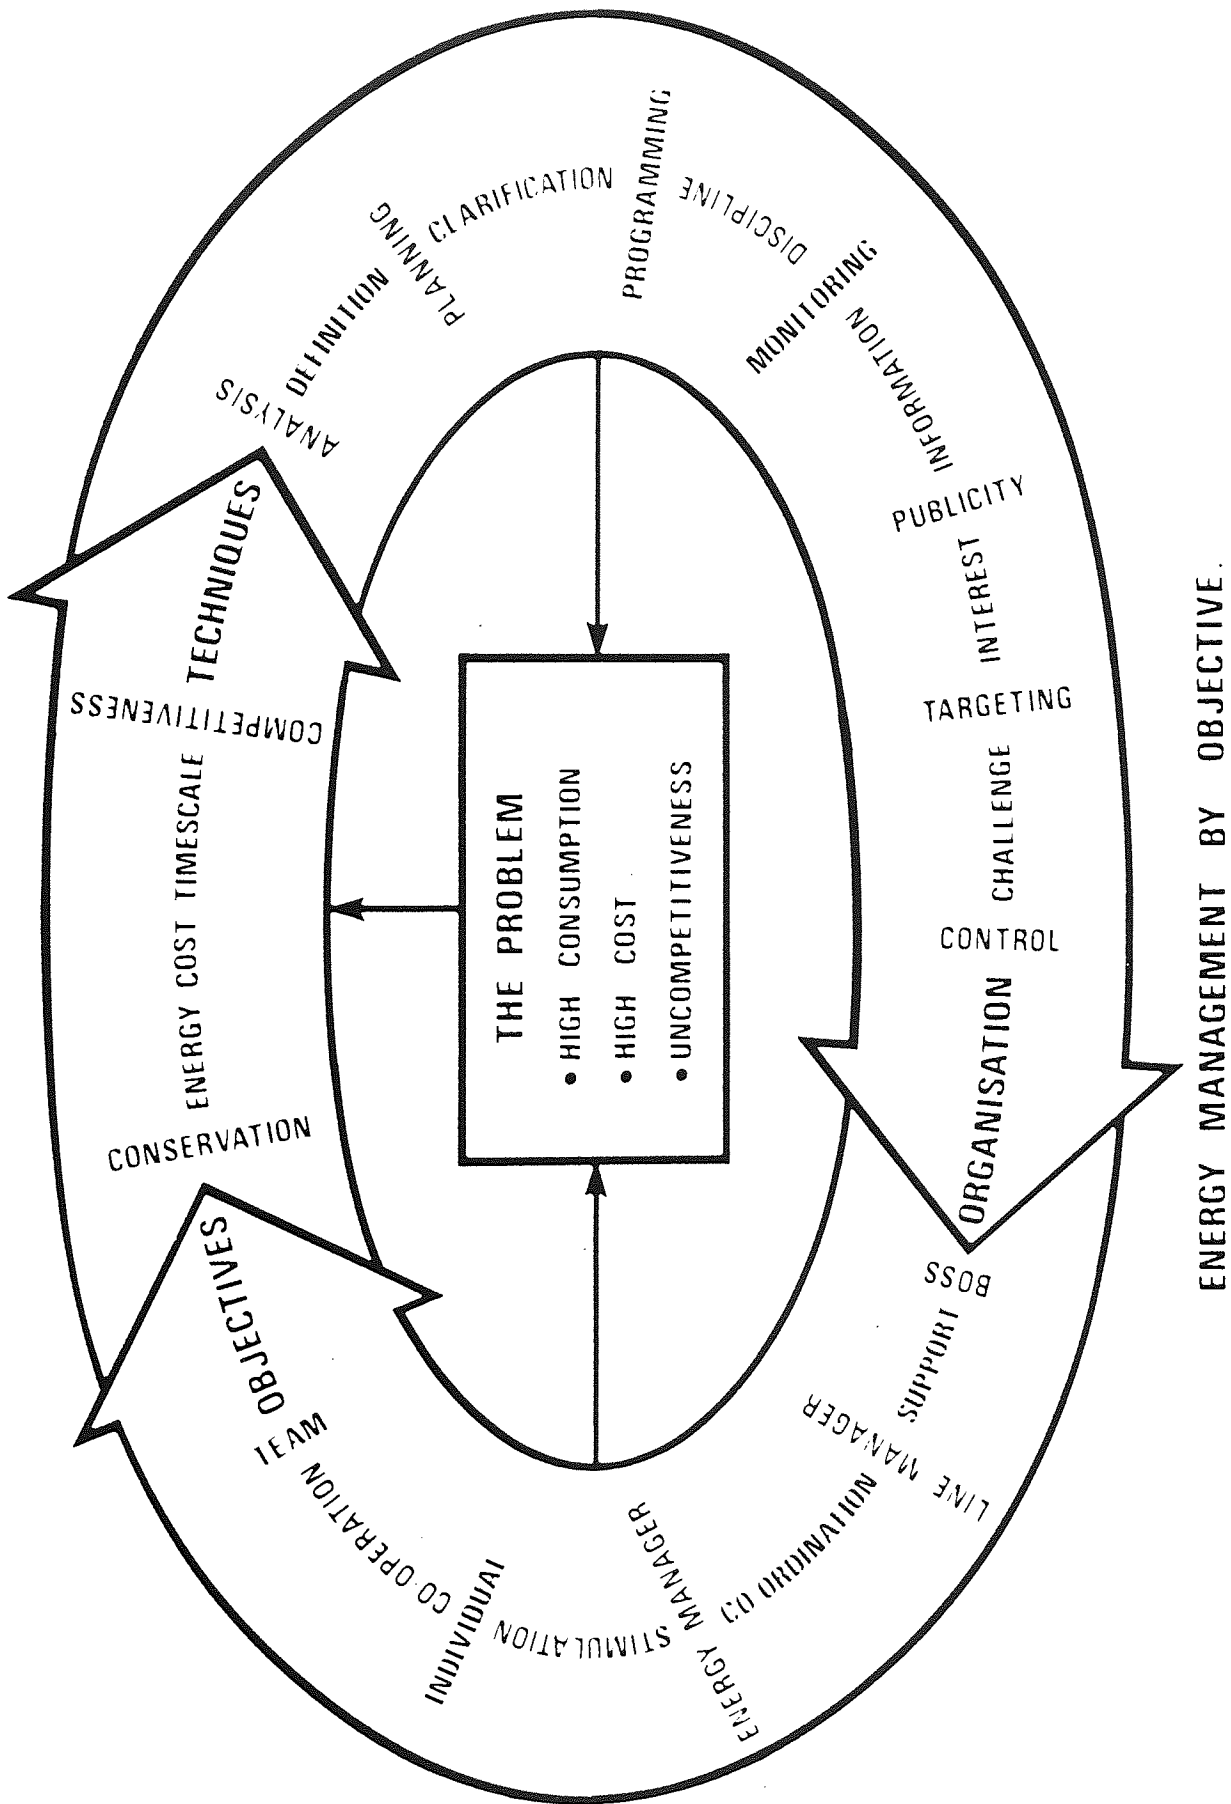 OBJECTIVES
CONSERVATION
ENERGY COST TIMESCALE
COMPETITIVENESS
TECHNIQUES
ANALYSIS
DEFINITION
PLANNING
CLARIFICATION
PROGRAMMING
DISCIPLINE
MONITORING
INFORMATION
PUBLICITY
INTEREST
TARGETING
CHALLENGE
CONTROL
ORGANISATION
BOSS
SUPPORT
LINE MANAGER
CO ORDINATION
ENERGY MANAGER
STIMULATION
INDIVIDUAL
CO-OPERATION
TEAM
THE PROBLEM
• HIGH CONSUMPTION
• HIGH COST
• UNCOMPETITIVENESS
ENERGY MANAGEMENT BY OBJECTIVE.